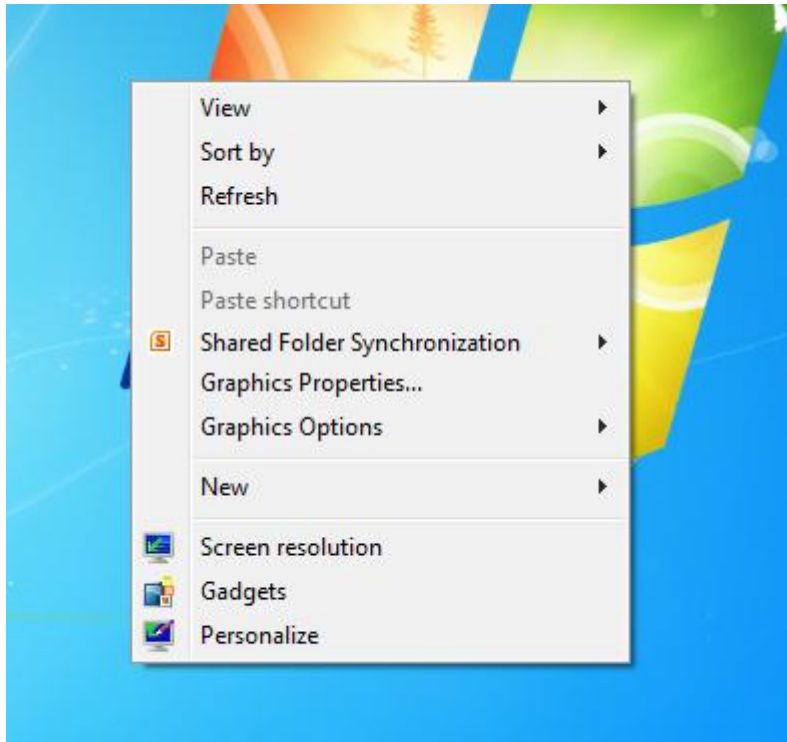 View
Sort by
Refresh
Paste
Paste shortcut
Shared Folder Synchronization
Graphics Properties...
Graphics Options
New
Screen resolution
Gadgets
Personalize